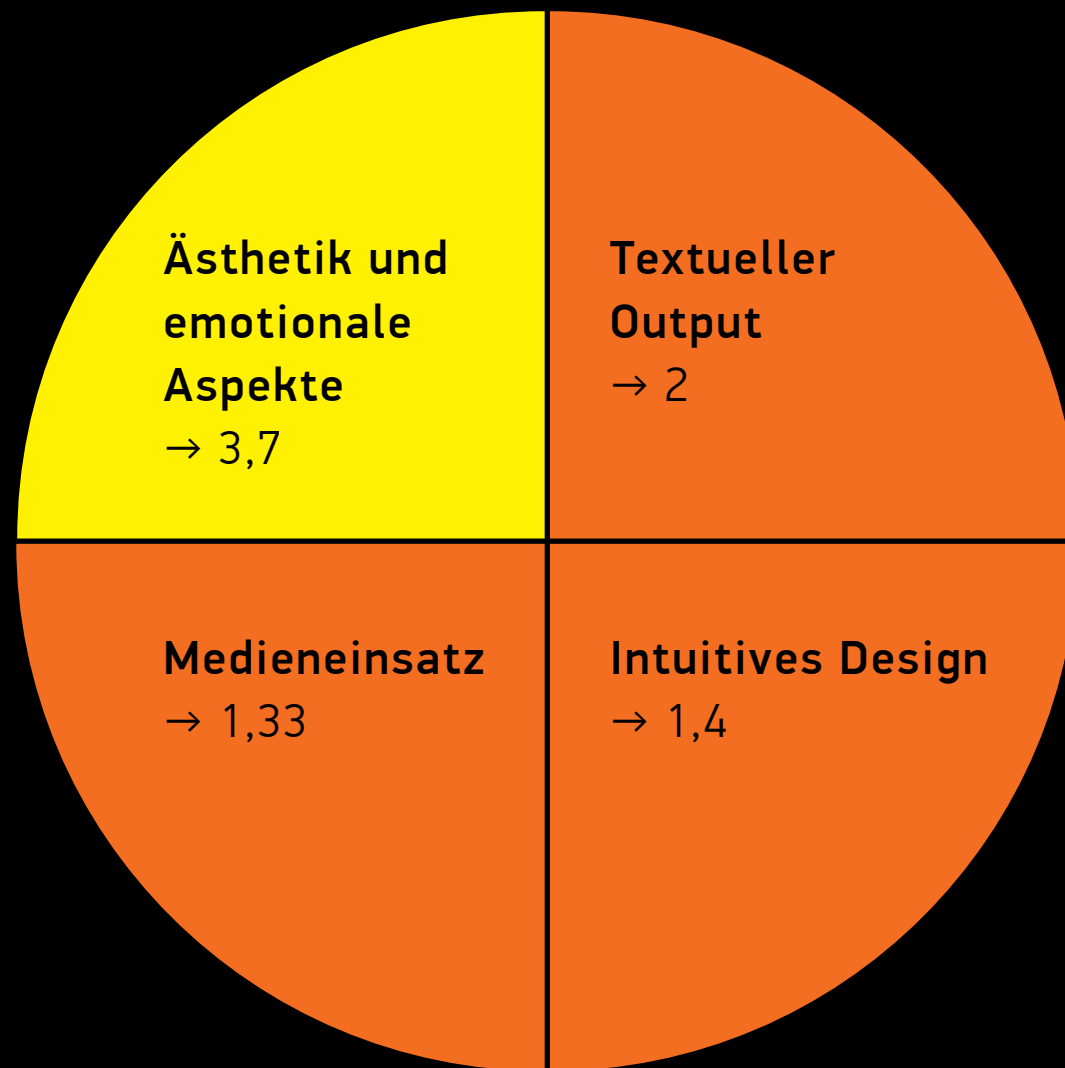 Ästhetik und
emotionale
Aspekte
→ 3,7
Textueller
Output
→ 2
Medieneinsatz
→ 1,33
Intuitives Design
→ 1,4